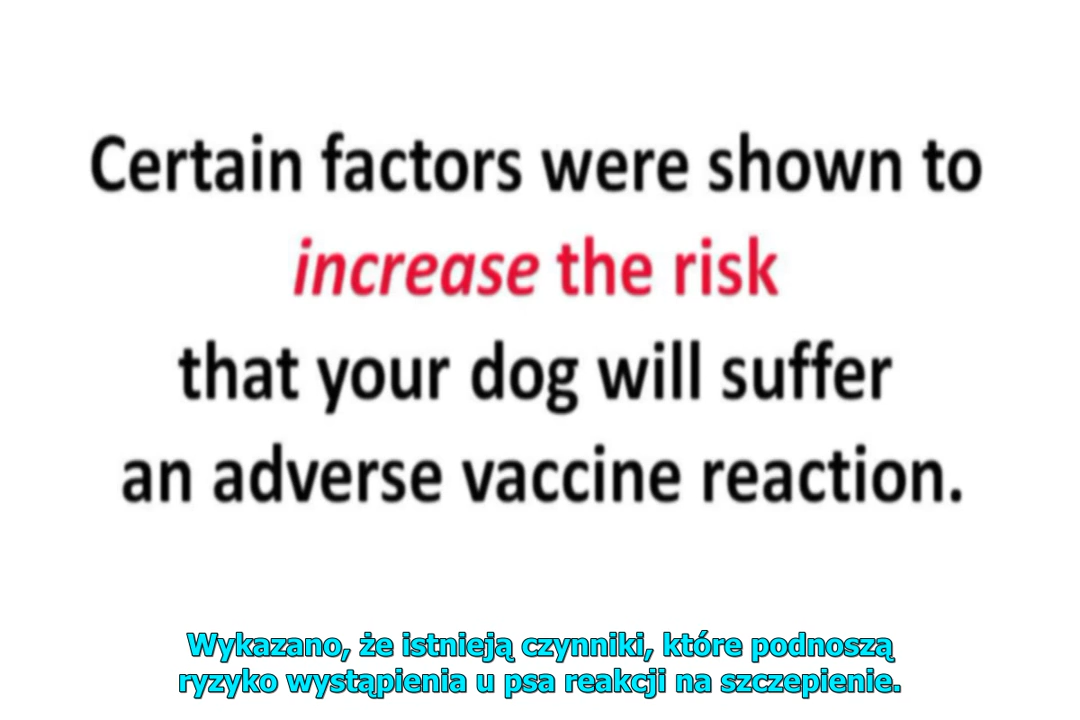 Certain factors were shown to
increase the risk
that your dog will suffer
an adverse vaccine reaction.
Wykazano, że istnieją czynniki, które podnoszą
ryzyko wystąpienia u psa reakcji na szczepienie.